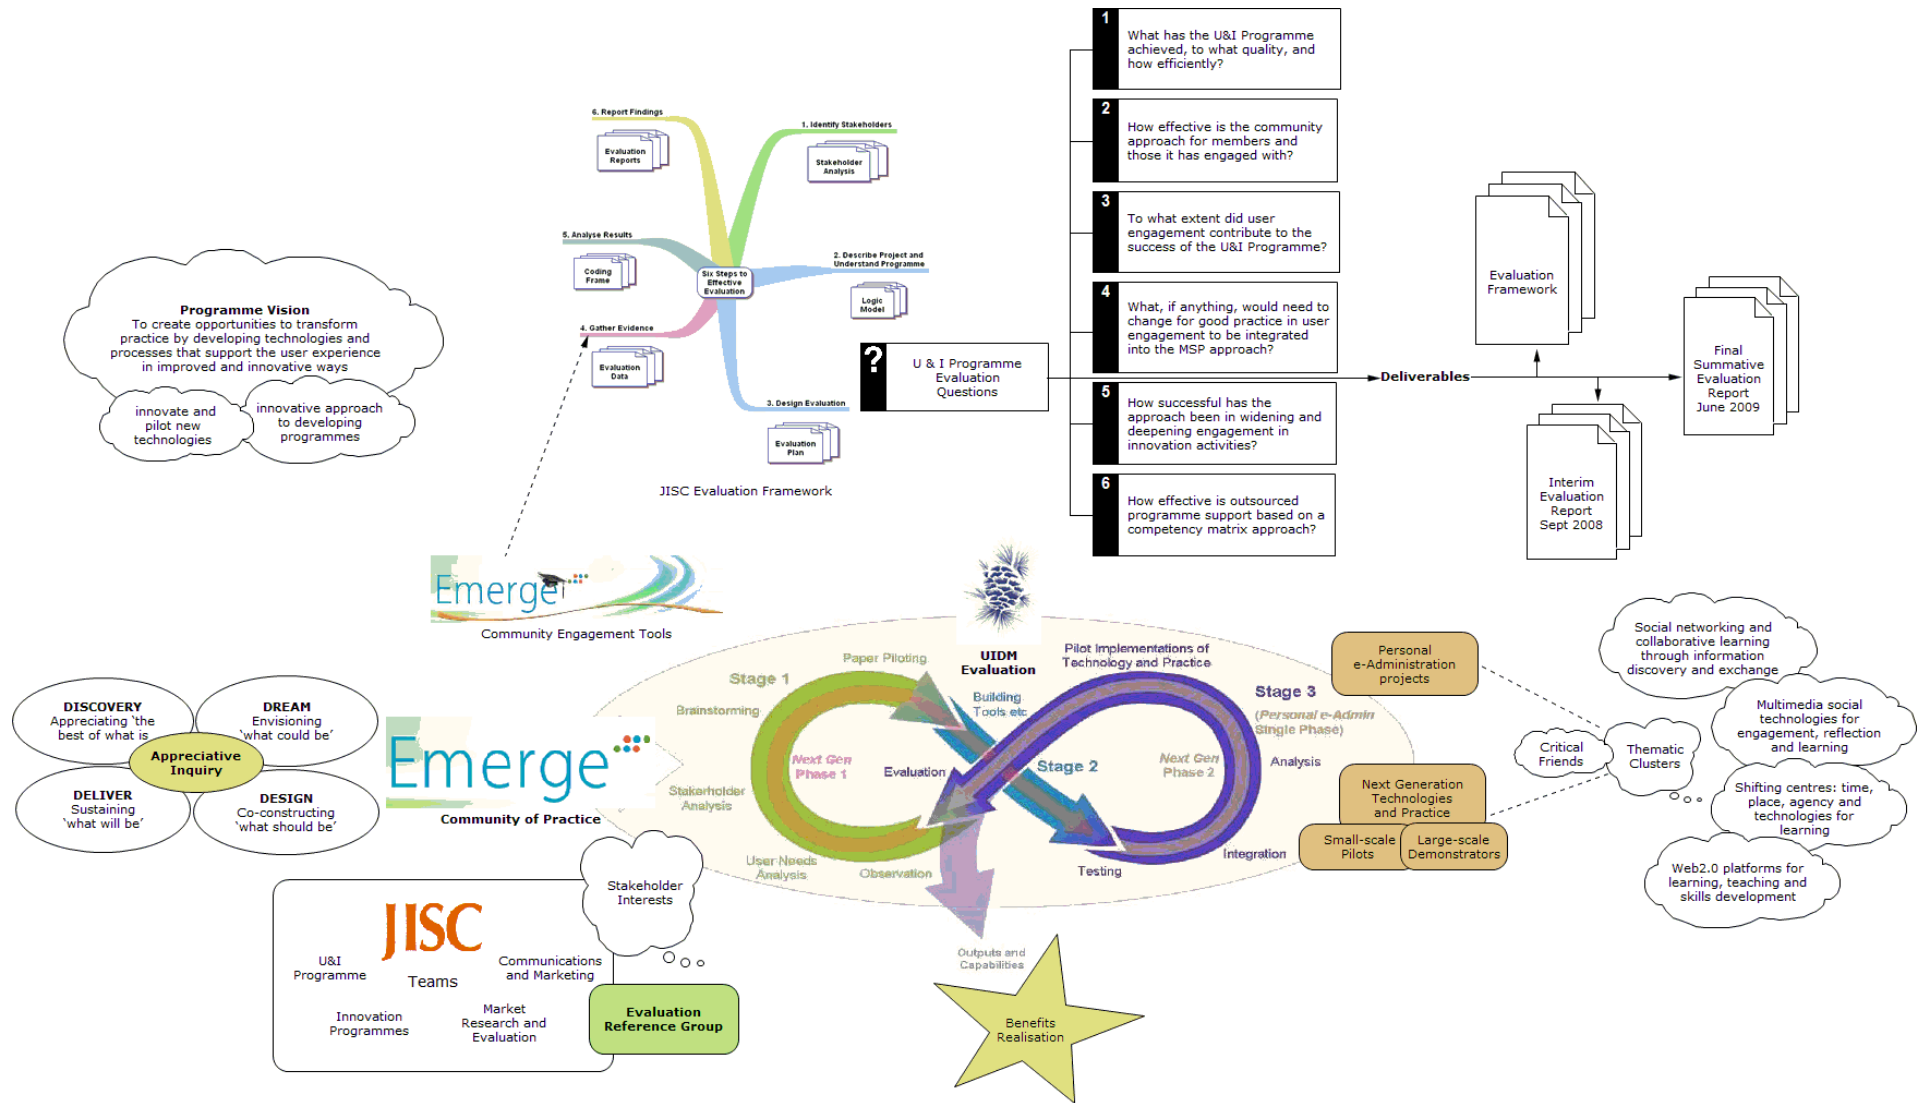 1
What has the U&I Programme
achieved, to what quality, and
how efficiently?
2
How effective is the community
approach for members and
those it has engaged with?
3
To what extent did user
engagement contribute to the
success of the U&I Programme?
4
What, if anything, would need to
change for good practice in user
engagement to be integrated
into the MSP approach?
5
How successful has the
approach been in widening and
deepening engagement in
innovation activities?
6
How effective is outsourced
programme support based on a
competency matrix approach?
?
U & I Programme
Evaluation
Questions
Deliverables
Evaluation
Framework
Interim
Evaluation
Report
Sept 2008
Final
Summative
Evaluation
Report
June 2009
6. Report Findings
Evaluation
Reports
1. Identify Stakeholders
Stakeholder
Analysis
5. Analyse Results
Coding
Frame
Six Steps to
Effective
Evaluation
2. Describe Project and
Understand Programme
Logic
Model
4. Gather Evidence
Evaluation
Data
3. Design Evaluation
Evaluation
Plan
JISC Evaluation Framework
Programme Vision
To create opportunities to transform
practice by developing technologies and
processes that support the user experience
in improved and innovative ways
innovate and
pilot new
technologies
innovative approach
to developing
programmes
Emerge
Community Engagement Tools
DISCOVERY
Appreciating ‘the
best of what is
DREAM
Envisioning
‘what could be’
Appreciative
Inquiry
DELIVER
Sustaining
‘what will be’
DESIGN
Co-constructing
‘what should be’
Emerge
Community of Practice
UIDM
Evaluation
Stage 1
Paper Piloting
Brainstorming
Next Gen
Phase 1
Stakerholder
Analysis
User Needs
Analysis
Observation
Evaluation
Building
Tools etc
Stage 2
Pilot Implementations of
Technology and Practice
Stage 3
(Personal e-Admin
Single Phase)
Next Gen
Phase 2
Analysis
Integration
Testing
Outputs and
Capabilities
Benefits
Realisation
Personal
e-Administration
projects
Next Generation
Technologies
and Practice
Small-scale
Pilots
Large-scale
Demonstrators
Critical
Friends
Thematic
Clusters
Social networking and
collaborative learning
through information
discovery and exchange
Multimedia social
technologies for
engagement, reflection
and learning
Shifting centres: time,
place, agency and
technologies for
learning
Web2.0 platforms for
learning, teaching and
skills development
Stakeholder
Interests
JISC
Teams
U&I
Programme
Communications
and Marketing
Innovation
Programmes
Market
Research and
Evaluation
Evaluation
Reference Group